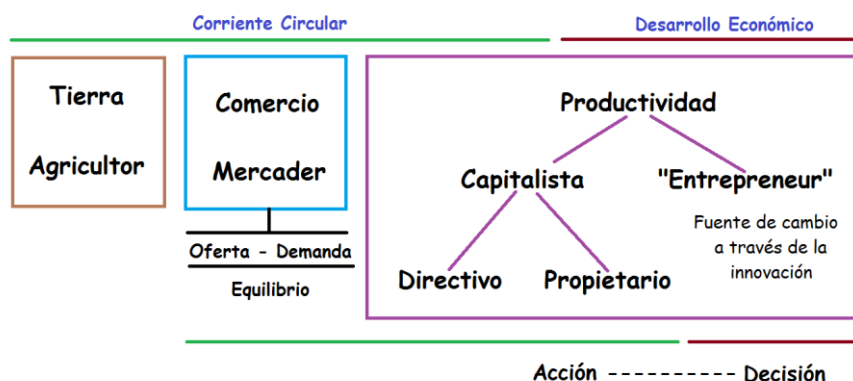 Corriente Circular
Desarrollo Económico
Tierra
Agricultor
Comercio
Mercader
Oferta - Demanda
Equilibrio
Productividad
Capitalista
"Entrepreneur"
Fuente de cambio
a través de la
innovación
Directivo
Propietario
Acción ---------- Decisión